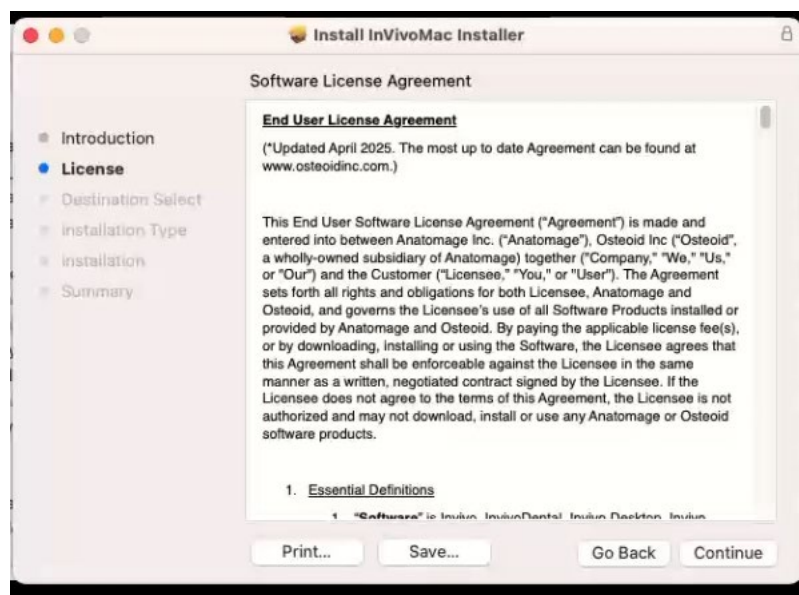 Install InVivoMac Installer
Software License Agreement
Introduction
License
Destination Select
Installation Type
Installation
Summary
End User License Agreement
(*Updated April 2025. The most up to date Agreement can be found at
www.osteoidinc.com.)
This End User Software License Agreement (“Agreement”) is made and
entered into between Anatomage Inc. (“Anatomage”), Osteoid Inc (“Osteoid”,
a wholly-owned subsidiary of Anatomage) together (“Company,” "We," "Us,"
or "Our") and the Customer (“Licensee,” "You," or "User"). The Agreement
sets forth all rights and obligations for both Licensee, Anatomage and
Osteoid, and governs the Licensee’s use of all Software Products installed or
provided by Anatomage and Osteoid. By paying the applicable license fee(s),
or by downloading, installing or using the Software, the Licensee agrees that
this Agreement shall be enforceable against the Licensee in the same
manner as a written, negotiated contract signed by the Licensee. If the
Licensee does not agree to the terms of this Agreement, the Licensee is not
authorized and may not download, install or use any Anatomage or Osteoid
software products.
1. Essential Definitions
1. “Software” is Invivo, InvivoDental, Invivo Desktop, Invivo
Print...
Save...
Go Back
Continue